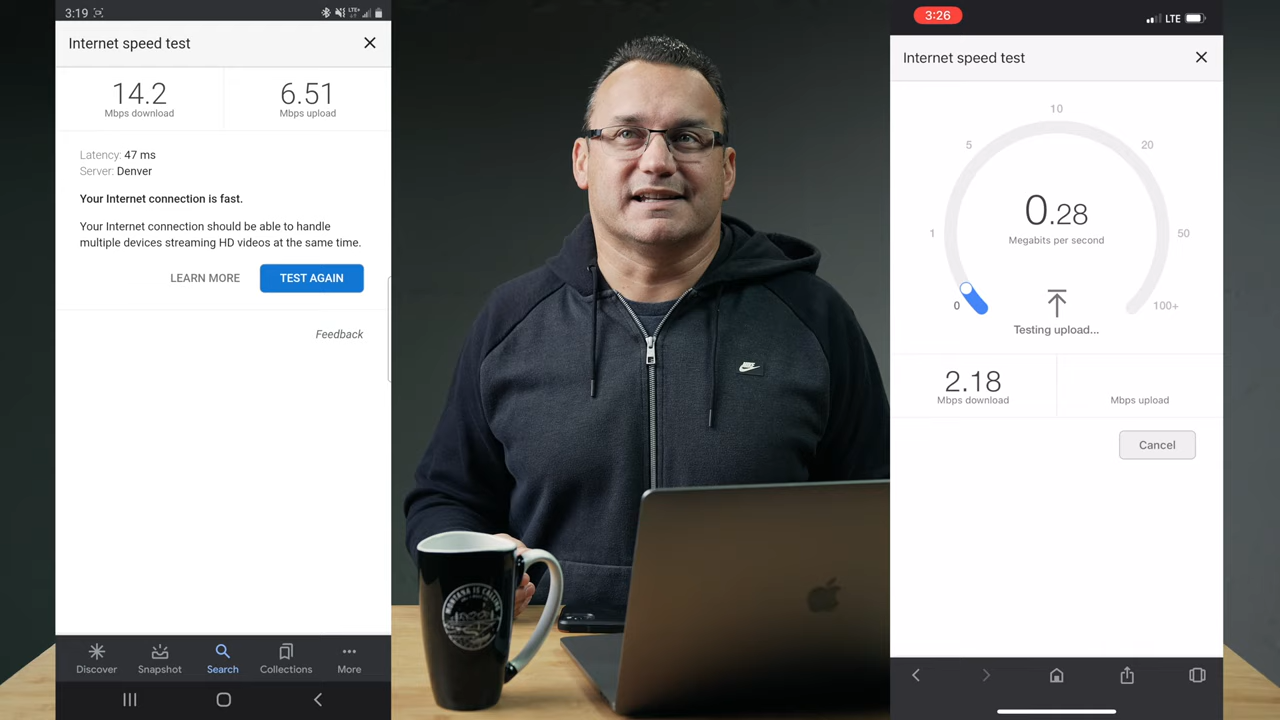 3:19
LTE+
Internet speed test
14.2
Mbps download
6.51
Mbps upload
Latency: 47 ms
Server: Denver
Your Internet connection is fast.
Your Internet connection should be able to handle
multiple devices streaming HD videos at the same time.
LEARN MORE
TEST AGAIN
Feedback
Discover
Snapshot
Search
Collections
More
MONTANA IS CALLING
3:26
LTE
Internet speed test
10
5
20
0.28
1
50
Megabits per second
0
100+
Testing upload...
2.18
Mbps download
Mbps upload
Cancel